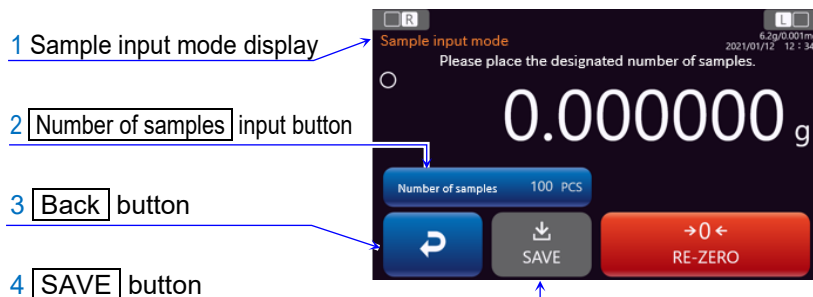 1 Sample input mode display
2 Number of samples input button
3 Back button
4 SAVE button
R
L
Sample input mode
6.2g/0.001m
2021/01/12 12:34
Please place the designated number of samples.
0.000000 g
Number of samples 100 PCS
SAVE
→0←
RE-ZERO